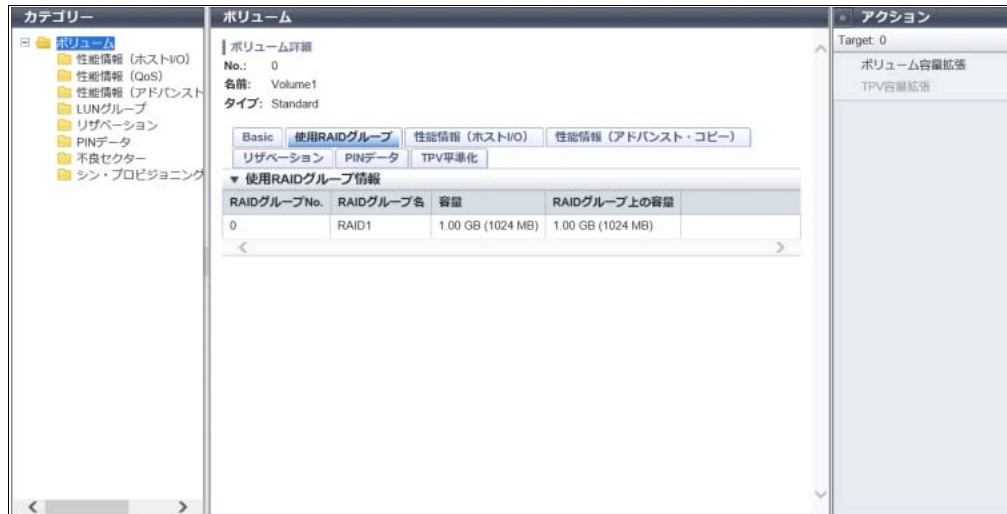 カテゴリー
ボリューム
性能情報（ホストI/O）
性能情報（QoS）
性能情報（アドバンスト
LUNグループ
リザベーション
PINデータ
不良セクター
シン・プロビジョニング
ボリューム
ボリューム詳細
No.: 0
名前: Volume1
タイプ: Standard
Basic 使用RAIDグループ 性能情報（ホストI/O） 性能情報（アドバンスト・コピー）
リザベーション PINデータ TPV平準化
▼ 使用RAIDグループ情報
RAIDグループNo. RAIDグループ名 容量 RAIDグループ上の容量
0 RAID1 1.00 GB (1024 MB) 1.00 GB (1024 MB)
アクション
Target: 0
ボリューム容量拡張
TPV容量拡張